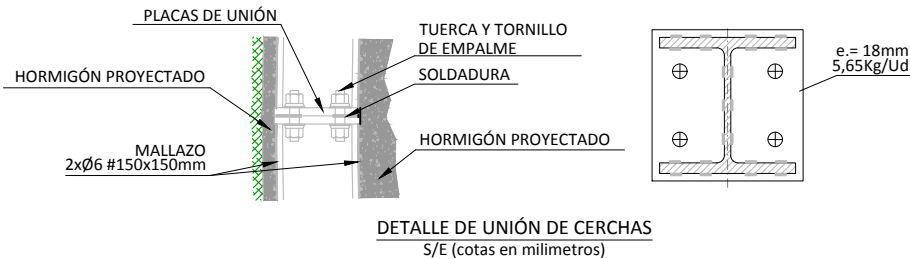 PLACAS DE UNIÓN
TUERCA Y TORNILLO
DE EMPALME
SOLDADURA
HORMIGÓN PROYECTADO
HORMIGÓN PROYECTADO
MALLAZO
2xØ6 #150x150mm
e.= 18mm
5,65Kg/Ud
DETALLE DE UNIÓN DE CERCHAS
S/E (cotas en milimetros)